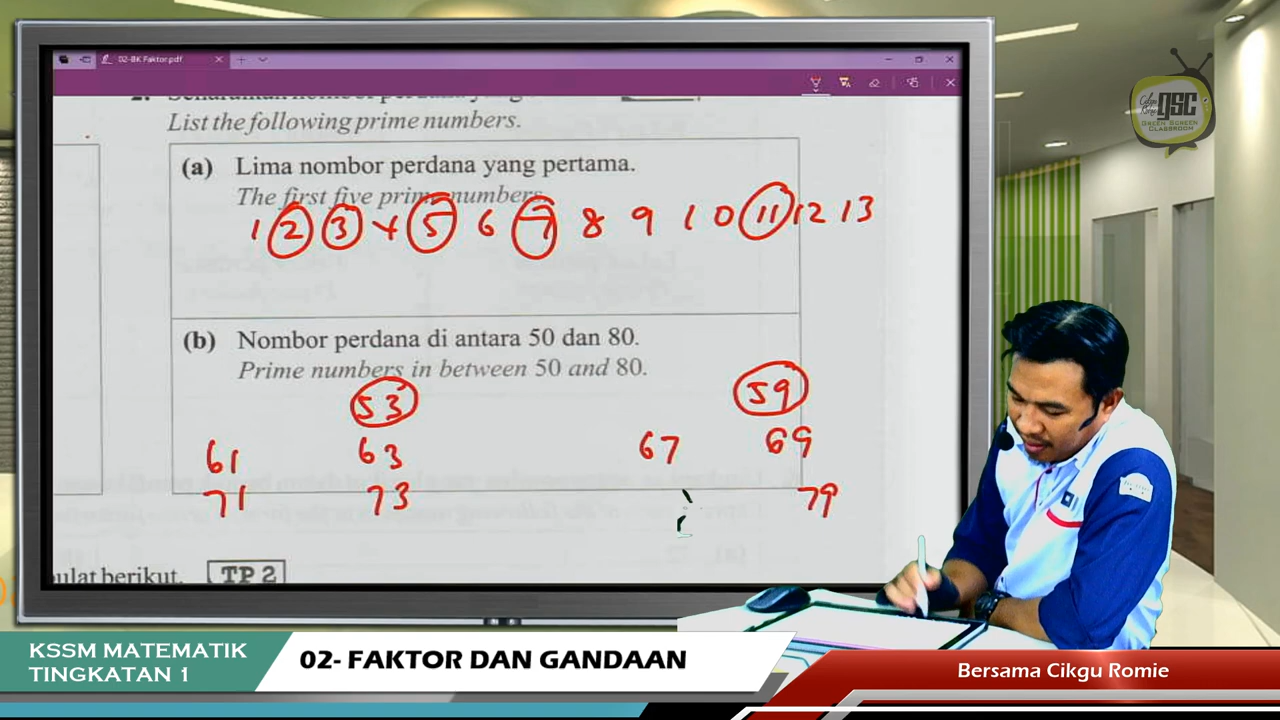 02-BK Faktor.pdf
List the following prime numbers.
(a) Lima nombor perdana yang pertama.
The first five prime numbers
1 2 3 4 5 6 7 8 9 10 11 12 13
(b) Nombor perdana di antara 50 dan 80.
Prime numbers in between 50 and 80.
53 59
61 63 67 69
71 73 79
ulat berikut. TP 2
gsc
GREEN SCREEN
CLASSROOM
KSSM MATEMATIK
TINGKATAN 1
02- FAKTOR DAN GANDAAN
Bersama Cikgu Romie